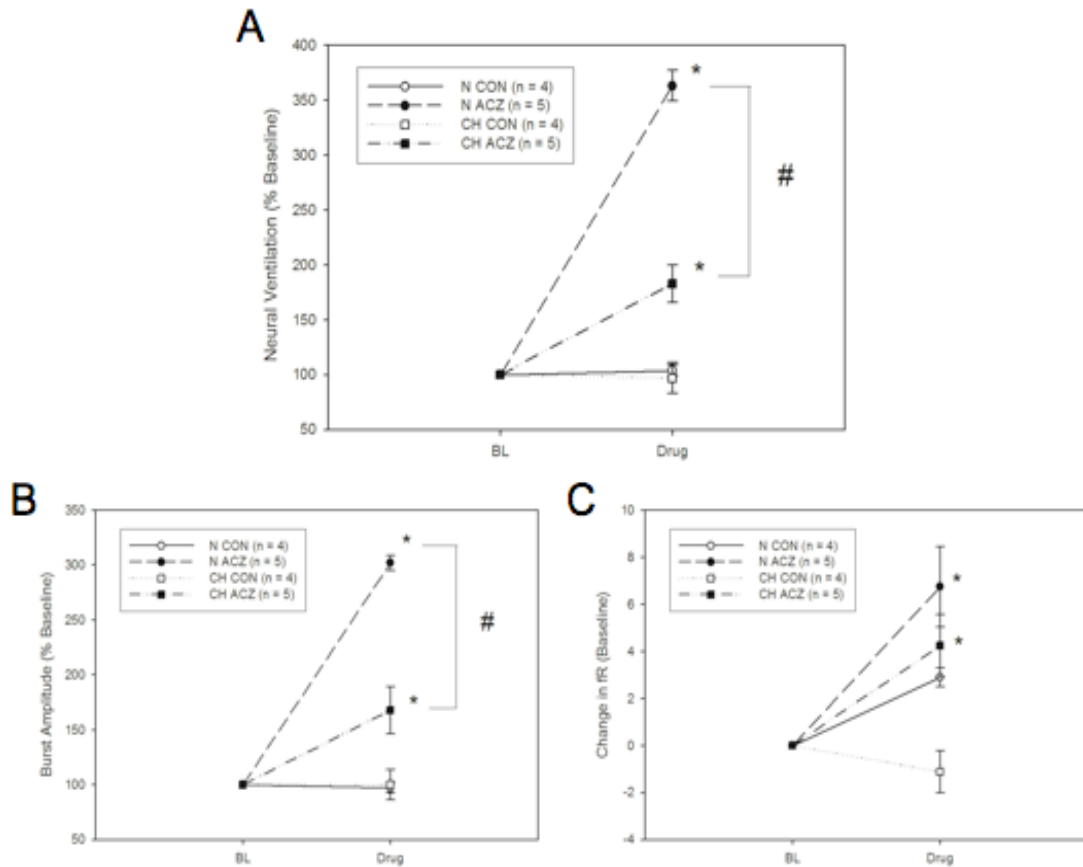 A
400
350
300
250
200
150
100
50
Neural Ventilation (% Baseline)
N CON (n = 4)
N ACZ (n = 5)
CH CON (n = 4)
CH ACZ (n = 5)
*
*
#
BL
Drug
B
350
300
250
200
150
100
50
Burst Amplitude (% Baseline)
N CON (n = 4)
N ACZ (n = 5)
CH CON (n = 4)
CH ACZ (n = 5)
*
*
#
BL
Drug
C
10
8
6
4
2
0
-2
-4
Change in fR (Baseline)
N CON (n = 4)
N ACZ (n = 5)
CH CON (n = 4)
CH ACZ (n = 5)
*
*
BL
Drug